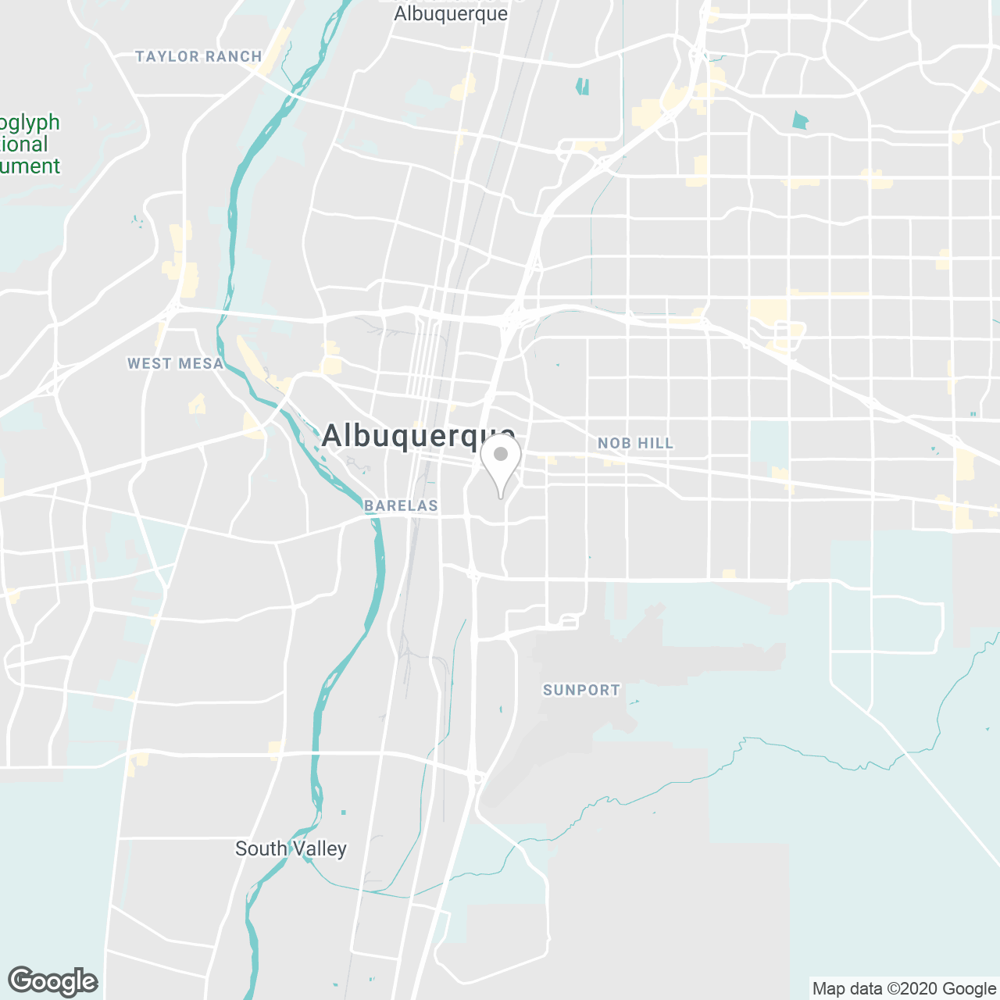 Albuquerque
TAYLOR RANCH
oglyph
tional
ument
WEST MESA
Albuquerque
NOB HILL
BARELAS
SUNPORT
South Valley
Google
Map data ©2020 Google